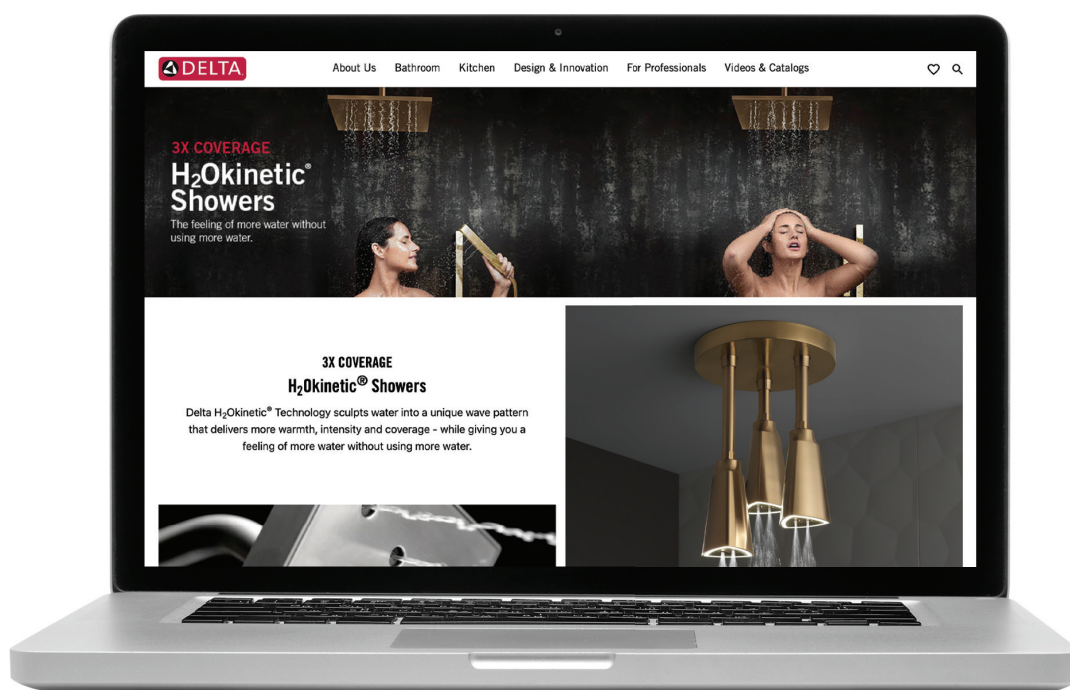 DELTA
About Us Bathroom Kitchen Design & Innovation For Professionals Videos & Catalogs
3X COVERAGE
H₂Okinetic®
Showers
The feeling of more water without
using more water.
3X COVERAGE
H₂Okinetic® Showers
Delta H₂Okinetic® Technology sculpts water into a unique wave pattern
that delivers more warmth, intensity and coverage - while giving you a
feeling of more water without using more water.